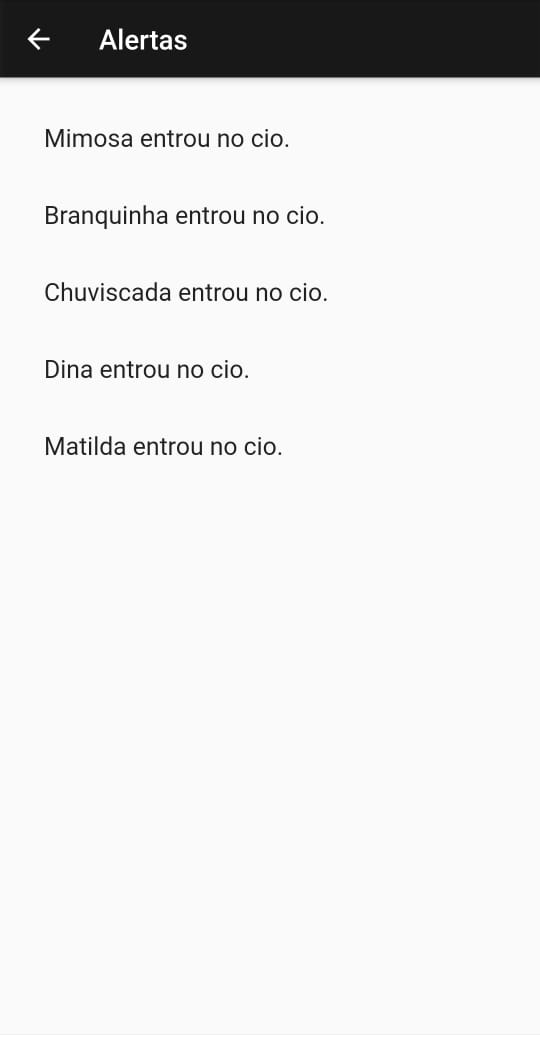 Alertas
Mimosa entrou no cio.
Branquinha entrou no cio.
Chuviscada entrou no cio.
Dina entrou no cio.
Matilda entrou no cio.